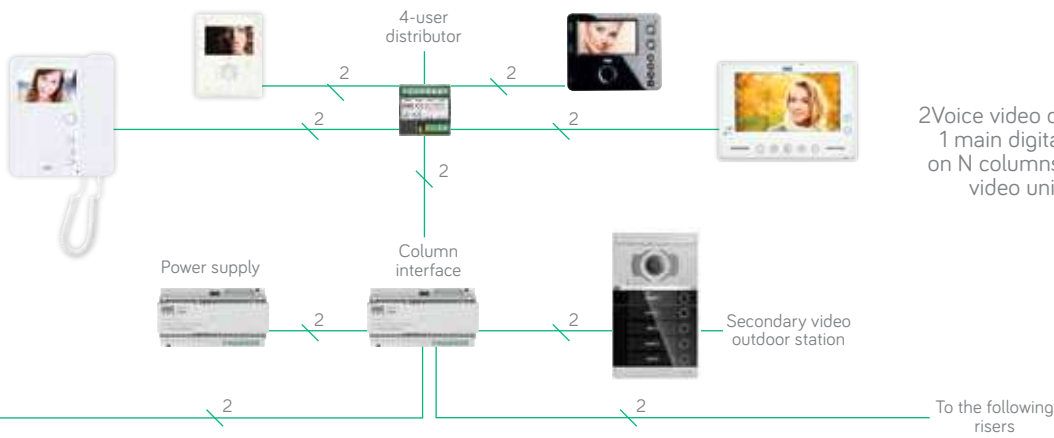 4-user
distributor
2
2
2
2
2
2Voice video
1 main digita
on N columns
video uni
Power supply
Column
interface
2
2
Secondary video
outdoor station
2
2
To the following
risers